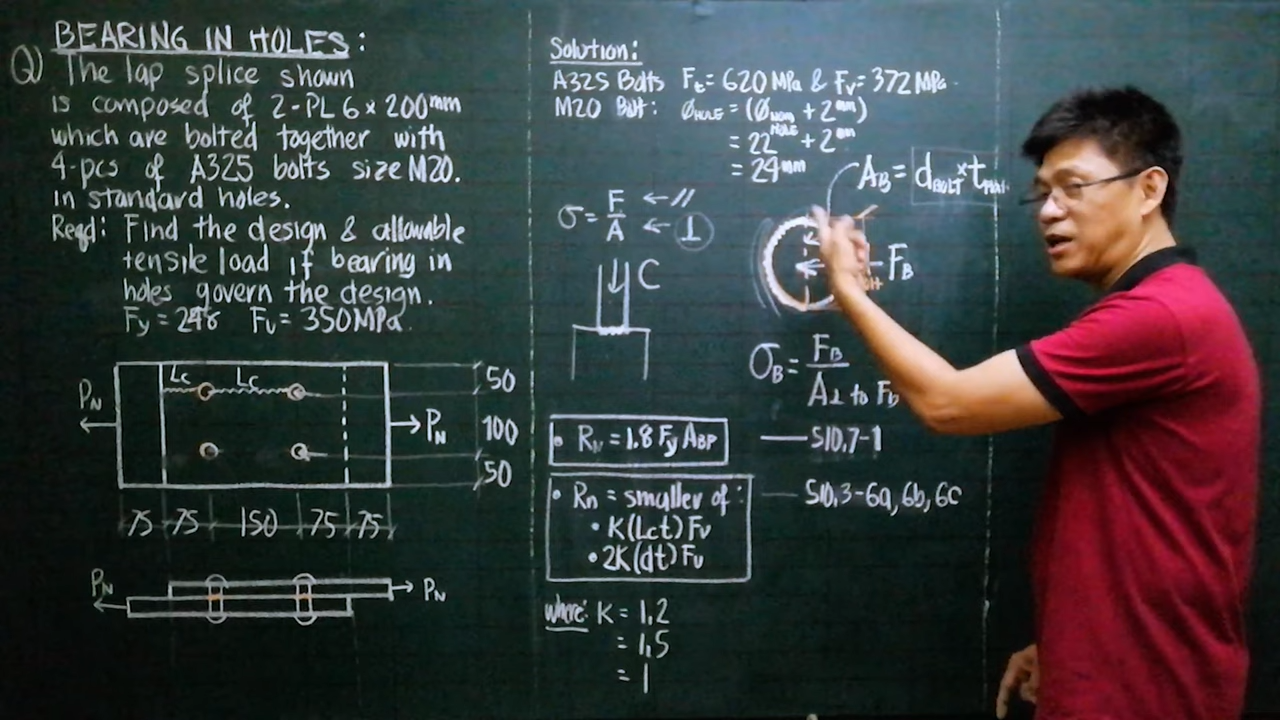 BEARING IN HOLES:
Q) The lap splice shown
is composed of 2-PL 6 x 200mm
which are bolted together with
4-pcs of A325 bolts size M20.
in standard holes.
Reqd: Find the design & allowable
tensile load if bearing in
holes govern the design.
Fy = 248 Fu = 350MPa.
Lc Lc
PN
PN
50
100
50
75 75 150 75 75
PN
PN
Solution:
A325 Bolts Ft = 620 MPa & Fv = 372 MPa.
M20 Bolt: ØHOLE = (ØNOM HOLE + 2mm)
= 22 + 2mm
= 24mm
AB = dBOLT x t
σ = F/A ← //
← ⊥
C
FB
σB = FB / A⊥ to Fb
• RN = 1.8 Fy ABP — S10.7-1
• Rn = smaller of: — S10.3-6a, 6b, 6c
• K(Lct)Fu
• 2K(dt)Fu
where: K = 1.2
= 1.5
= 1